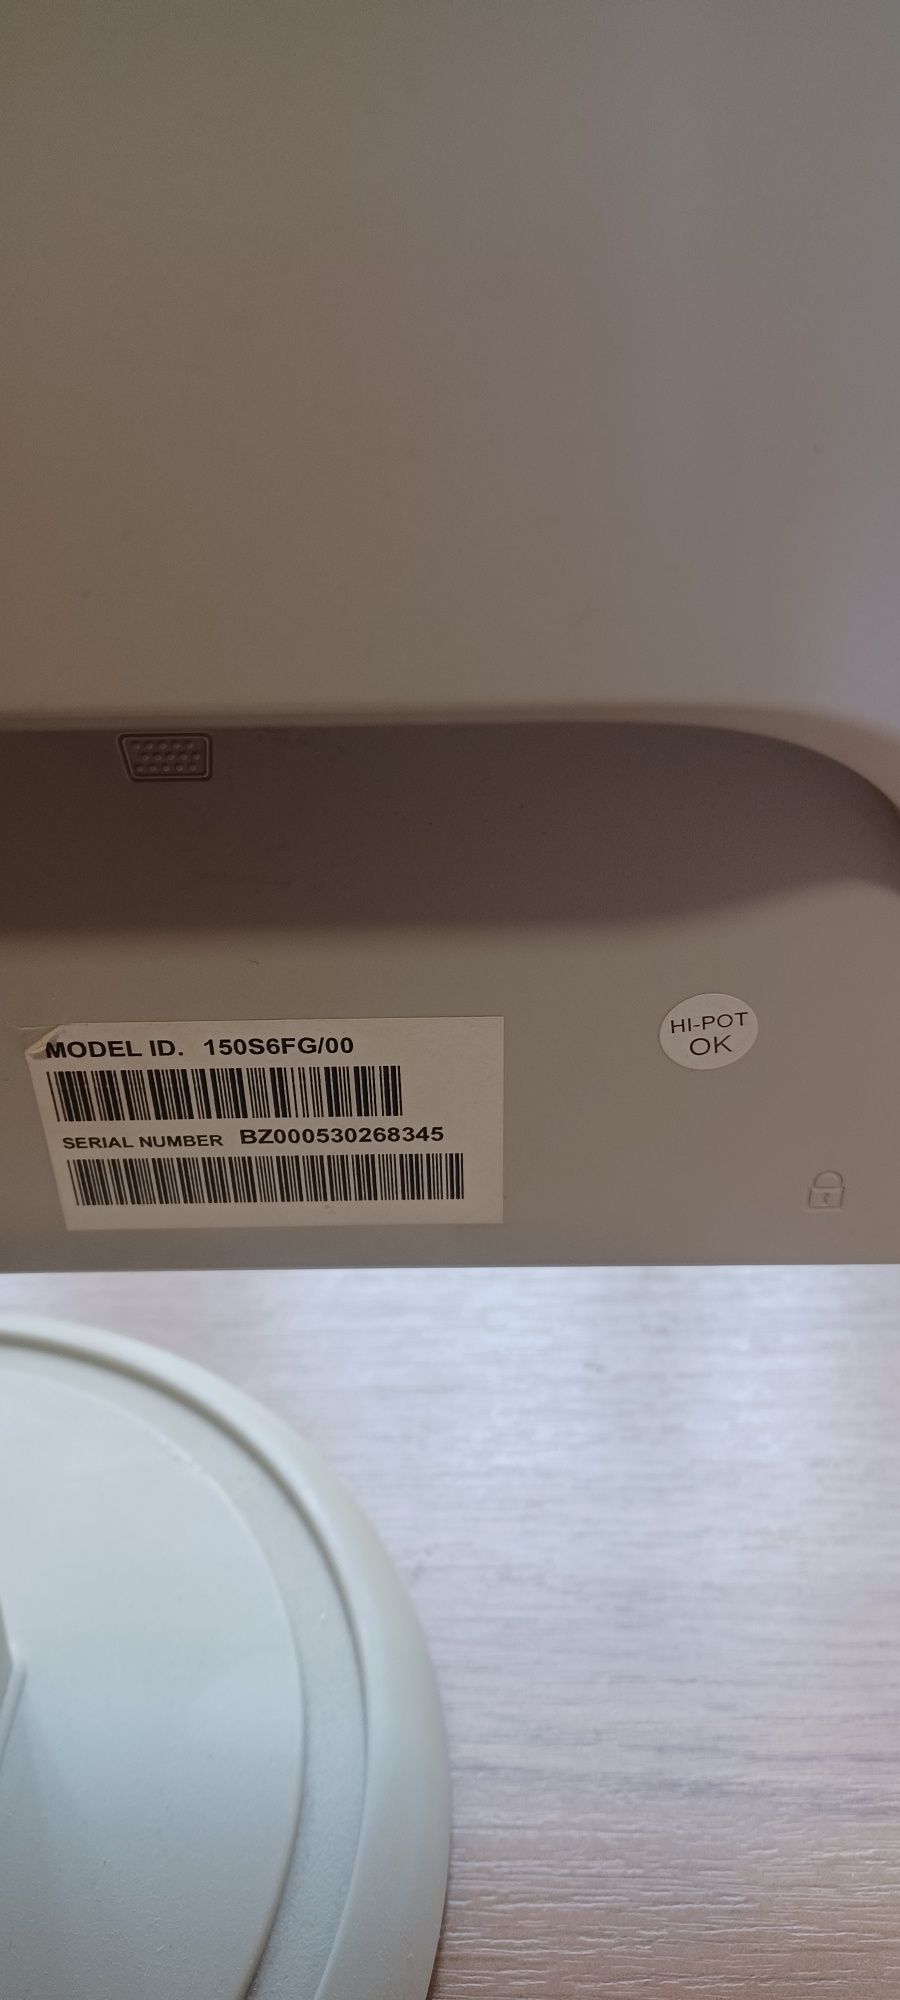 MODEL ID. 150S6FG/00
SERIAL NUMBER BZ000530268345
HI-POT
OK